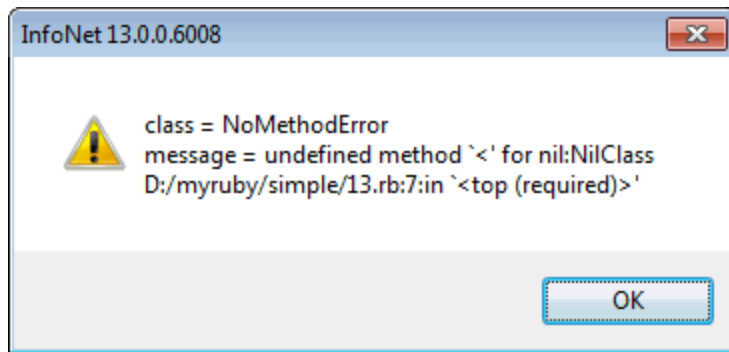 InfoNet 13.0.0.6008
class = NoMethodError
message = undefined method `<' for nil:NilClass
D:/myruby/simple/13.rb:7:in `<top (required)>'
OK